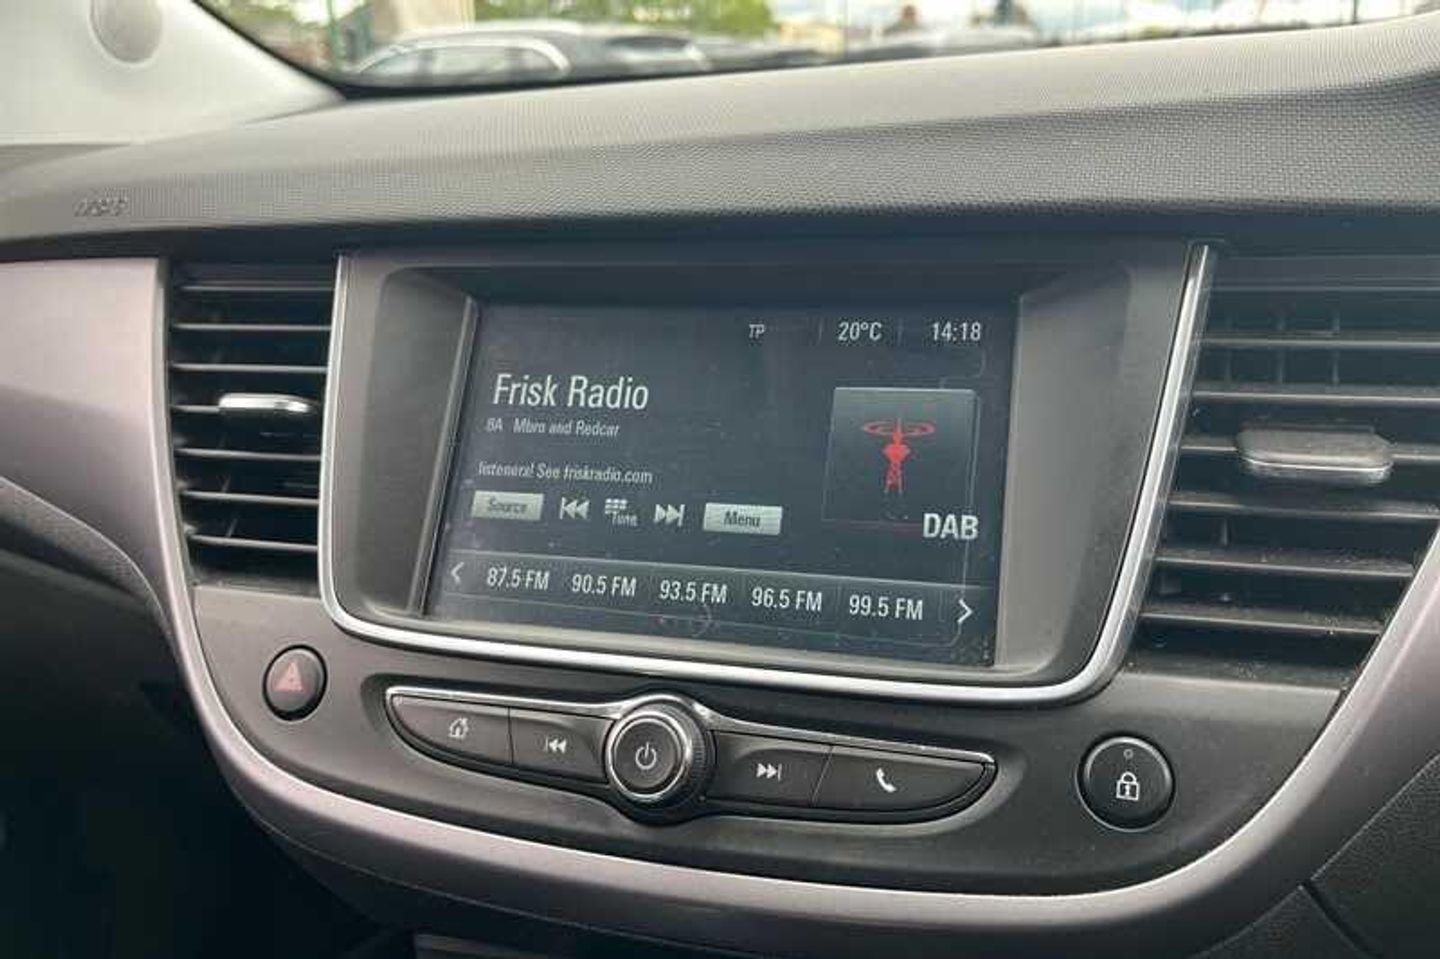 TP 20°C 14:18
Frisk Radio
8A Mbro and Redcar
listeners! See friskradio.com
Source Tune Menu
DAB
87.5 FM 90.5 FM 93.5 FM 96.5 FM 99.5 FM